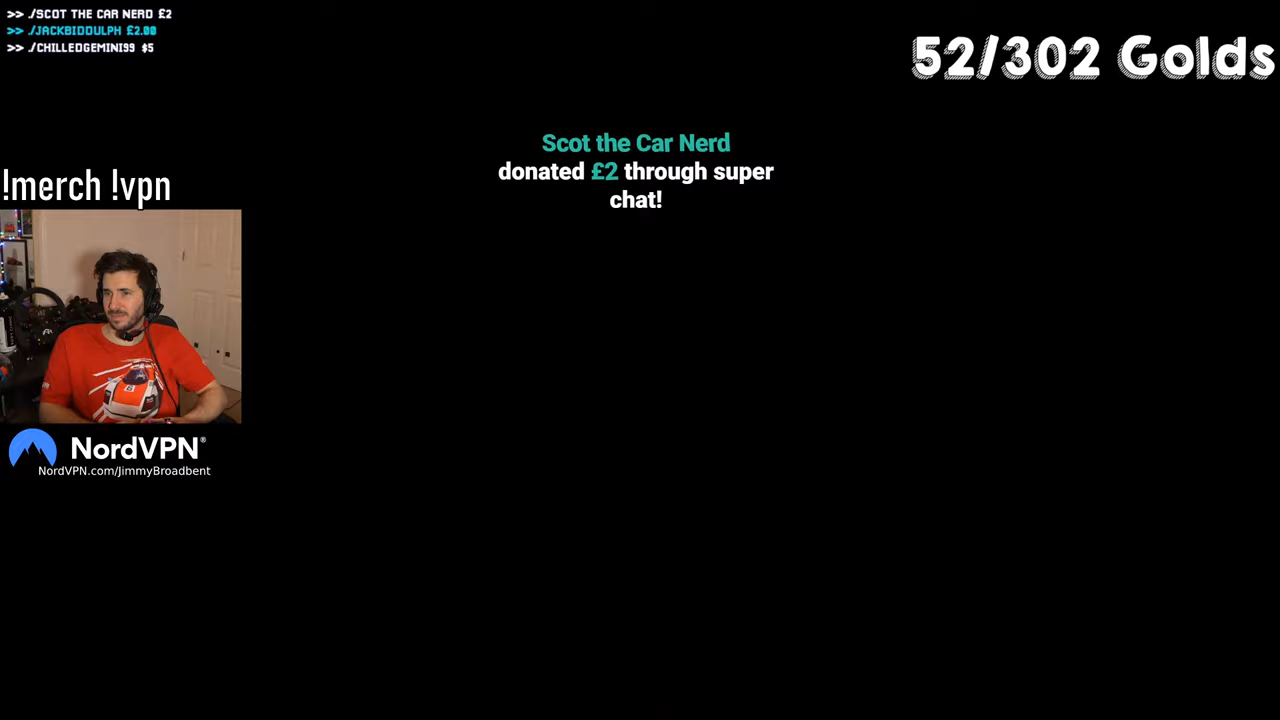 >> ./SCOT THE CAR NERD £2
>> ./JACKBIDDULPH £2.00
>> ./CHILLEDGEMINI99 $5
52/302 Golds
Scot the Car Nerd
donated £2 through super
chat!
!merch !vpn
NordVPN®
NordVPN.com/JimmyBroadbent